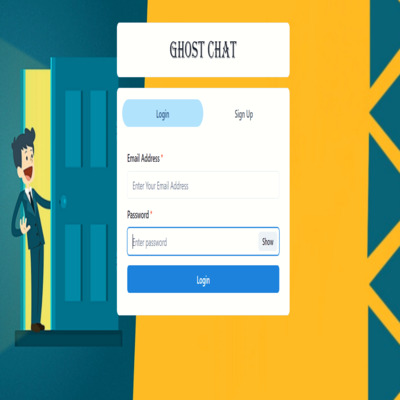 GHOST CHAT
Login Sign Up
Email Address *
Enter Your Email Address
Password *
Enter password Show
Login